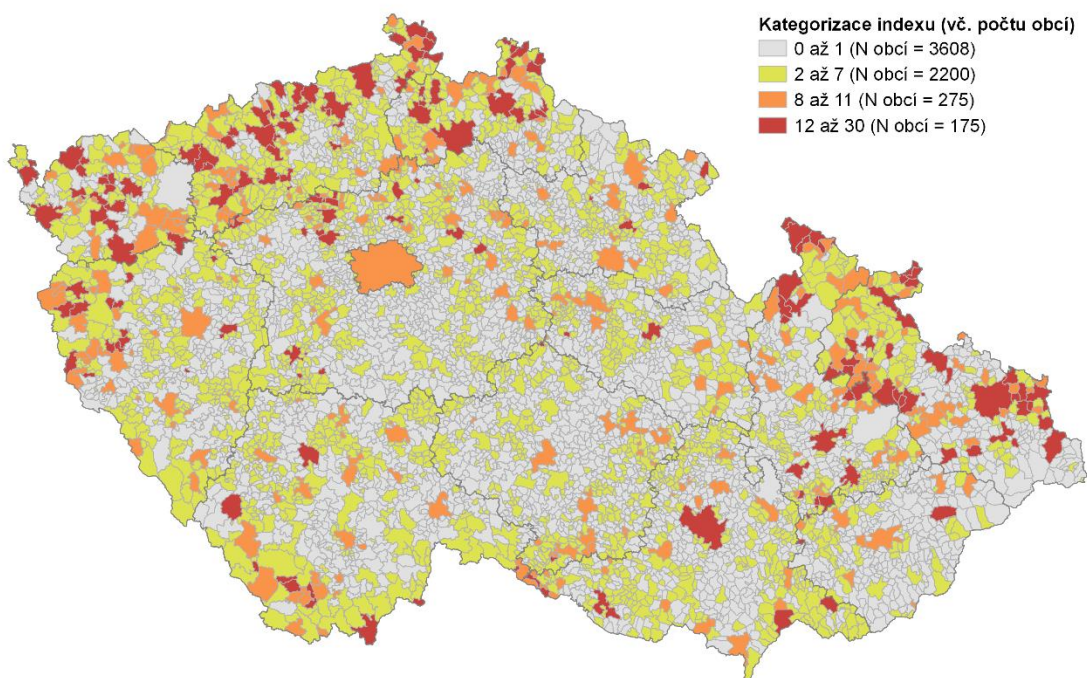 Kategorizace indexu (vč. počtu obcí)
0 až 1 (N obcí = 3608)
2 až 7 (N obcí = 2200)
8 až 11 (N obcí = 275)
12 až 30 (N obcí = 175)